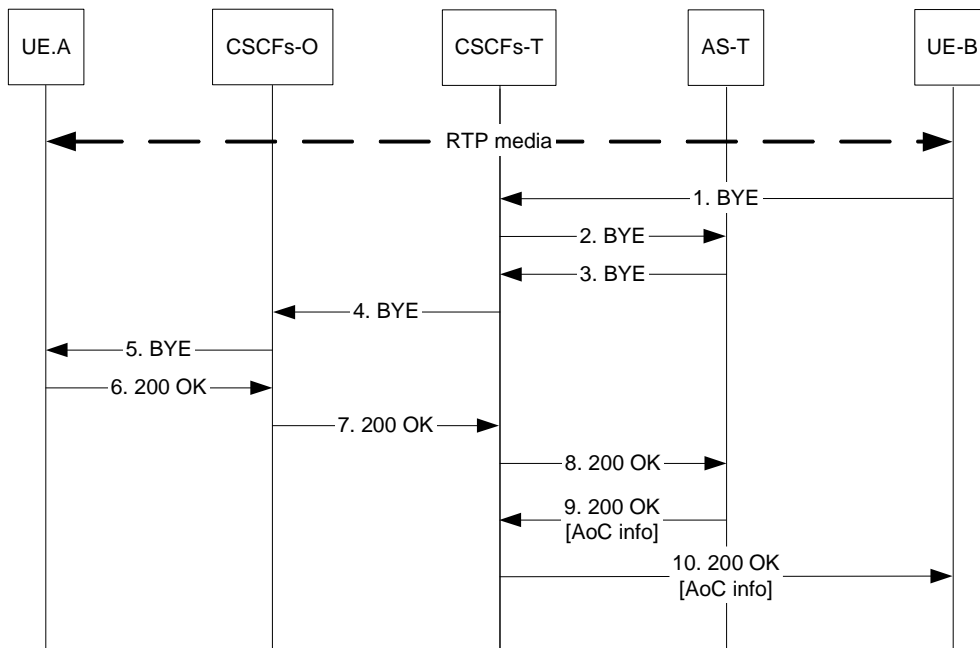 UE.A
CSCFs-O
CSCFs-T
AS-T
UE-B
RTP media
1. BYE
2. BYE
3. BYE
4. BYE
5. BYE
6. 200 OK
7. 200 OK
8. 200 OK
9. 200 OK
[AoC info]
10. 200 OK
[AoC info]